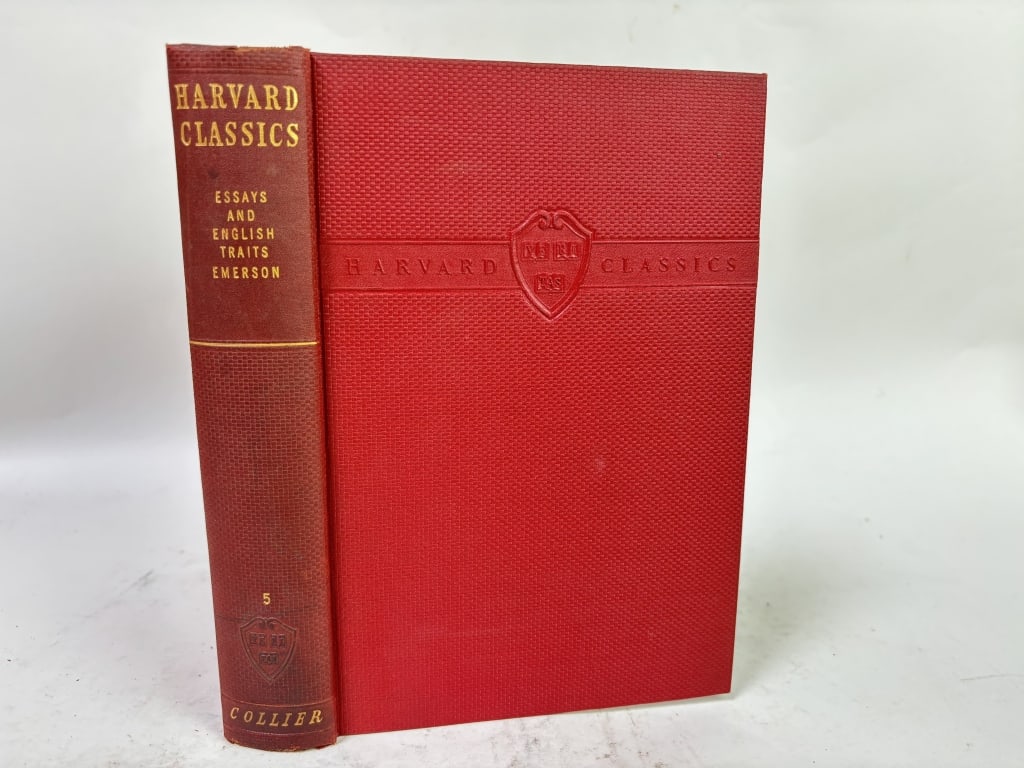 HARVARD
CLASSICS
ESSAYS
AND
ENGLISH
TRAITS
EMERSON
5
COLLIER
HARVARD CLASSICS